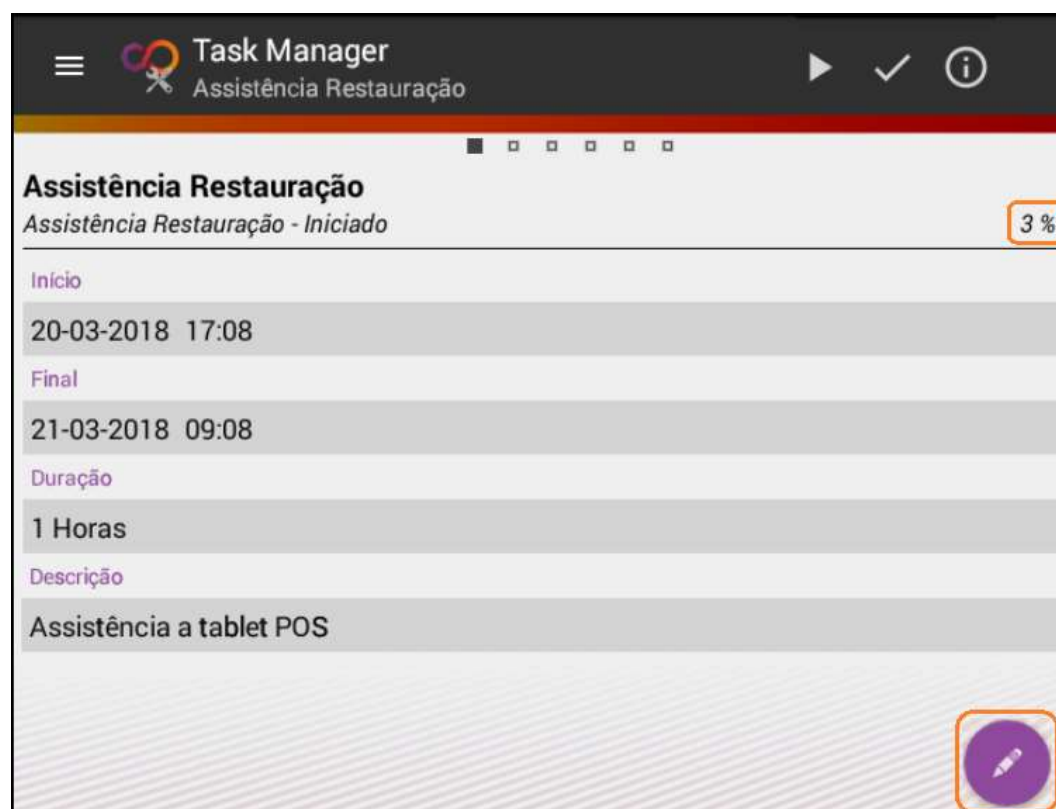 Task Manager
Assistência Restauração
Assistência Restauração
Assistência Restauração - Iniciado
3 %
Início
20-03-2018 17:08
Final
21-03-2018 09:08
Duração
1 Horas
Descrição
Assistência a tablet POS